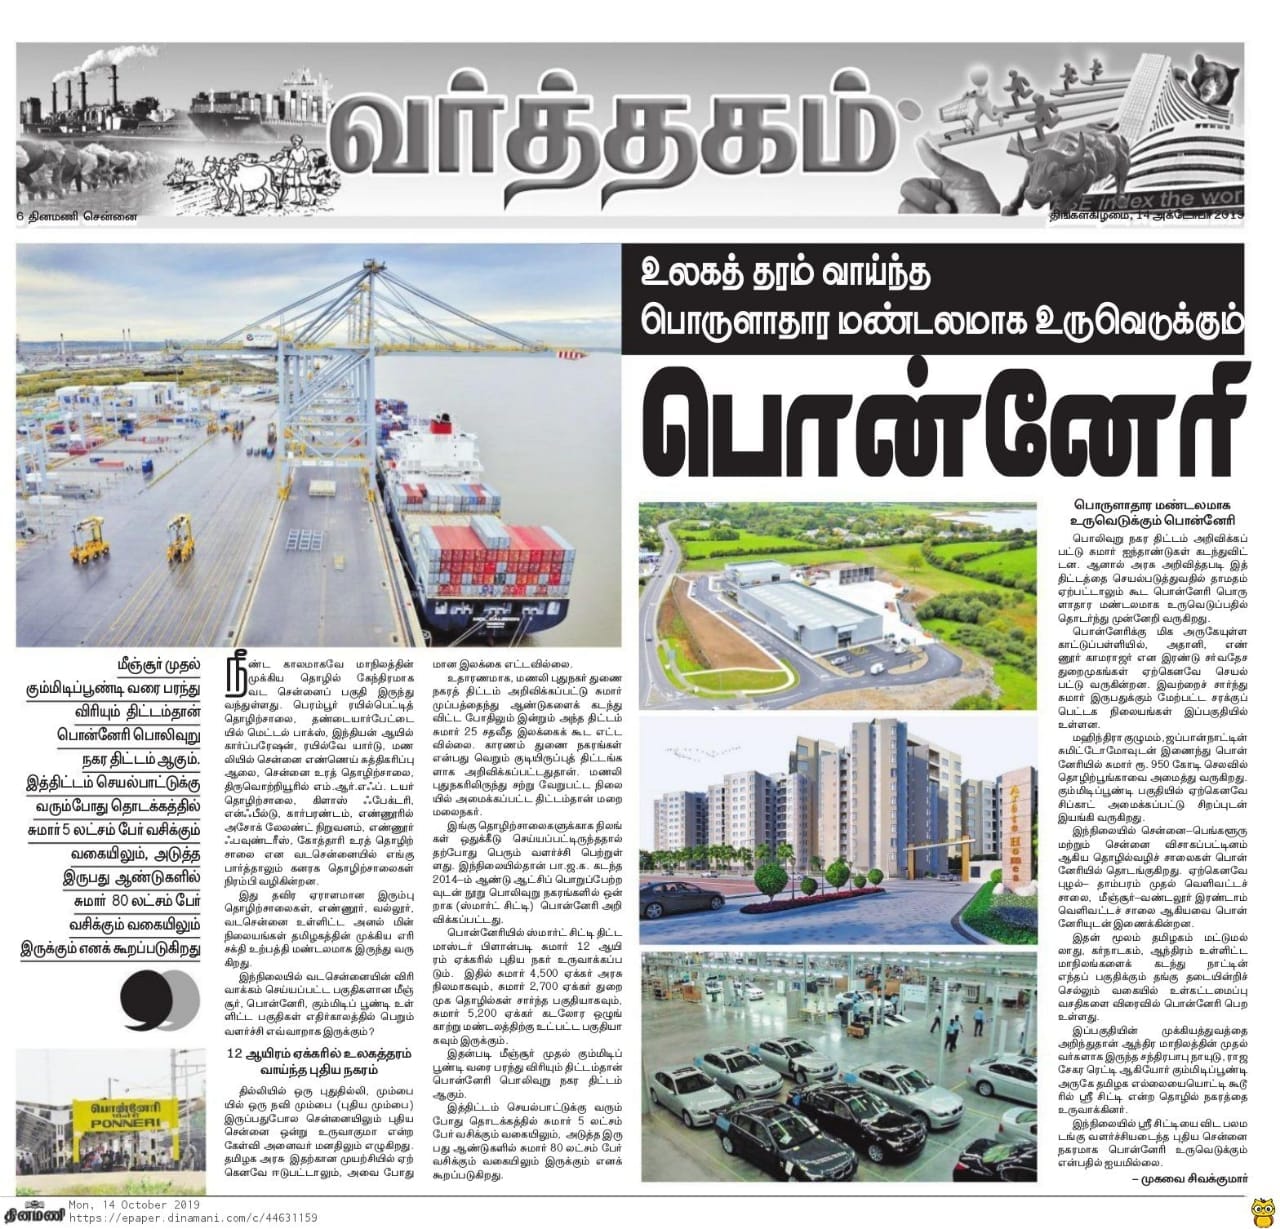 வர்த்தகம்
6 தினமணி சென்னை
திங்கள்கிழமை, 14 அக்டோபர் 2019
உலகத் தரம் வாய்ந்த
பொருளாதார மண்டலமாக உருவெடுக்கும்
பொன்னேரி
மீஞ்சூர் முதல்
கும்மிடிப்பூண்டி வரை பரந்து
விரியும் திட்டம்தான்
பொன்னேரி பொலிவுறு
நகர திட்டம் ஆகும்.
இத்திட்டம் செயல்பாட்டுக்கு
வரும்போது தொடக்கத்தில்
சுமார் 5 லட்சம் பேர் வசிக்கும்
வகையிலும், அடுத்த
இருபது ஆண்டுகளில்
சுமார் 80 லட்சம் பேர்
வசிக்கும் வகையிலும்
இருக்கும் எனக் கூறப்படுகிறது
பொன்னேரி
PONNERI
நீண்ட காலமாகவே மாநிலத்தின்
முக்கிய தொழில் கேந்திரமாக
வட சென்னைப் பகுதி இருந்து
வந்துள்ளது. பெரம்பூர் ரயில்பெட்டித்
தொழிற்சாலை, தண்டையார்பேட்டை
யில் மெட்டல் பாக்ஸ், இந்தியன் ஆயில்
கார்ப்பரேஷன், ரயில்வே யார்டு, மண
லியில் சென்னை எண்ணெய் சுத்திகரிப்பு
ஆலை, சென்னை உரத் தொழிற்சாலை,
திருவொற்றியூரில் எம்.ஆர்.எஃப். டயர்
தொழிற்சாலை, கிளாஸ் ஃபேக்டரி,
என்ஃபீல்டு, கார்பரண்டம், எண்ணூரில்
அசோக் லேலண்ட் நிறுவனம், எண்ணூர்
ஃபவுண்டரீஸ், கோத்தாரி உரத் தொழிற்
சாலை என வடசென்னையில் எங்கு
பார்த்தாலும் கனரக தொழிற்சாலைகள்
நிரம்பி வழிகின்றன.
இது தவிர ஏராளமான இரும்பு
தொழிற்சாலைகள், எண்ணூர், வல்லூர்,
வடசென்னை உள்ளிட்ட அனல் மின்
நிலையங்கள் தமிழகத்தின் முக்கிய எரி
சக்தி உற்பத்தி மண்டலமாக இருந்து வரு
கிறது.
இந்நிலையில் வடசென்னையின் விரி
வாக்கம் செய்யப்பட்ட பகுதிகளான மீஞ்
சூர், பொன்னேரி, கும்மிடிப் பூண்டி உள்
ளிட்ட பகுதிகள் எதிர்காலத்தில் பெறும்
வளர்ச்சி எவ்வாறாக இருக்கும்?
12 ஆயிரம் ஏக்கரில் உலகத்தரம்
வாய்ந்த புதிய நகரம்
தில்லியில் ஒரு புதுதில்லி, மும்பை
யில் ஒரு நவி மும்பை (புதிய மும்பை)
இருப்பதுபோல சென்னையிலும் புதிய
சென்னை ஒன்று உருவாகுமா என்ற
கேள்வி அனைவர் மனதிலும் எழுகிறது.
தமிழக அரசு இதற்கான முயற்சியில் ஏற்
கெனவே ஈடுபட்டாலும், அவை போது
மான இலக்கை எட்டவில்லை.
உதாரணமாக, மணலி புதுநகர் துணை
நகரத் திட்டம் அறிவிக்கப்பட்டு சுமார்
முப்பத்தைந்து ஆண்டுகளைக் கடந்து
விட்ட போதிலும் இன்றும் அந்த திட்டம்
சுமார் 25 சதவீத இலக்கைக் கூட எட்ட
வில்லை. காரணம் துணை நகரங்கள்
என்பது வெறும் குடியிருப்புத் திட்டங்க
ளாக அறிவிக்கப்பட்டதுதான். மணலி
புதுநகரிலிருந்து சற்று வேறுபட்ட நிலை
யில் அமைக்கப்பட்ட திட்டம்தான் மறை
மலைநகர்.
இங்கு தொழிற்சாலைகளுக்காக நிலங்
கள் ஒதுக்கீடு செய்யப்பட்டிருந்ததால்
தற்போது பெரும் வளர்ச்சி பெற்றுள்
ளது. இந்நிலையில்தான் பா.ஜ.க. கடந்த
2014-ம் ஆண்டு ஆட்சிப் பொறுப்பேற்ற
வுடன் நூறு பொலிவுறு நகரங்களில் ஒன்
றாக (ஸ்மார்ட் சிட்டி) பொன்னேரி அறி
விக்கப்பட்டது.
பொன்னேரியில் ஸ்மார்ட் சிட்டி திட்ட
மாஸ்டர் பிளான்படி சுமார் 12 ஆயி
ரம் ஏக்கரில் புதிய நகர் உருவாக்கப்ப
டும். இதில் சுமார் 4,500 ஏக்கர் அரசு
நிலமாகவும், சுமார் 2,700 ஏக்கர் துறை
முக தொழில்கள் சார்ந்த பகுதியாகவும்,
சுமார் 5,200 ஏக்கர் கடலோர ஒழுங்
காற்று மண்டலத்திற்கு உட்பட்ட பகுதியா
கவும் இருக்கும்.
இதன்படி மீஞ்சூர் முதல் கும்மிடிப்
பூண்டி வரை பரந்து விரியும் திட்டம்தான்
பொன்னேரி பொலிவுறு நகர திட்டம்
ஆகும்.
இத்திட்டம் செயல்பாட்டுக்கு வரும்
போது தொடக்கத்தில் சுமார் 5 லட்சம்
பேர் வசிக்கும் வகையிலும், அடுத்த இரு
பது ஆண்டுகளில் சுமார் 80 லட்சம் பேர்
வசிக்கும் வகையிலும் இருக்கும் எனக்
கூறப்படுகிறது.
பொருளாதார மண்டலமாக
உருவெடுக்கும் பொன்னேரி
பொலிவுறு நகர திட்டம் அறிவிக்கப்
பட்டு சுமார் ஐந்தாண்டுகள் கடந்துவிட்
டன. ஆனால் அரசு அறிவித்தபடி இத்
திட்டத்தை செயல்படுத்துவதில் தாமதம்
ஏற்பட்டாலும் கூட பொன்னேரி பொரு
ளாதார மண்டலமாக உருவெடுப்பதில்
தொடர்ந்து முன்னேறி வருகிறது.
பொன்னேரிக்கு மிக அருகேயுள்ள
காட்டுப்பள்ளியில், அதானி, எண்
ணூர் காமராஜர் என இரண்டு சர்வதேச
துறைமுகங்கள் ஏற்கெனவே செயல்
பட்டு வருகின்றன. இவற்றைச் சார்ந்து
சுமார் இருபதுக்கும் மேற்பட்ட சரக்குப்
பெட்டக நிலையங்கள் இப்பகுதியில்
உள்ளன.
மஹிந்திரா குழுமம், ஜப்பான்நாட்டின்
சுமிட்டோமோவுடன் இணைந்து பொன்
னேரியில் சுமார் ரூ. 950 கோடி செலவில்
தொழிற்பூங்காவை அமைத்து வருகிறது.
கும்மிடிப்பூண்டி பகுதியில் ஏற்கெனவே
சிப்காட் அமைக்கப்பட்டு சிறப்புடன்
இயங்கி வருகிறது.
இந்நிலையில் சென்னை–பெங்களூரு
மற்றும் சென்னை விசாகப்பட்டினம்
ஆகிய தொழில்வழிச் சாலைகள் பொன்
னேரியில் தொடங்குகிறது. ஏற்கெனவே
புழல்– தாம்பரம் முதல் வெளிவட்டச்
சாலை, மீஞ்சூர்–வண்டலூர் இரண்டாம்
வெளிவட்டச் சாலை ஆகியவை பொன்
னேரியுடன் இணைக்கின்றன.
இதன் மூலம் தமிழகம் மட்டுமல்
லாது, கர்நாடகம், ஆந்திரம் உள்ளிட்ட
மாநிலங்களைக் கடந்து நாட்டின்
எந்தப் பகுதிக்கும் தங்கு தடையின்றிச்
செல்லும் வகையில் உள்கட்டமைப்பு
வசதிகளை விரைவில் பொன்னேரி பெற
உள்ளது.
இப்பகுதியின் முக்கியத்துவத்தை
அறிந்துதான் ஆந்திர மாநிலத்தின் முதல்
வர்களாக இருந்த சந்திரபாபு நாயுடு, ராஜ
சேகர ரெட்டி ஆகியோர் கும்மிடிப்பூண்டி
அருகே தமிழக எல்லையையொட்டி கூடூ
ரில் ஸ்ரீ சிட்டி என்ற தொழில் நகரத்தை
உருவாக்கினர்.
இந்நிலையில் ஸ்ரீ சிட்டியை விட பலம
டங்கு வளர்ச்சியடைந்த புதிய சென்னை
நகரமாக பொன்னேரி உருவெடுக்கும்
என்பதில் ஐயமில்லை.
– முகவை சிவக்குமார்
தினமணி
Mon, 14 October 2019
https://epaper.dinamani.com/c/44631159